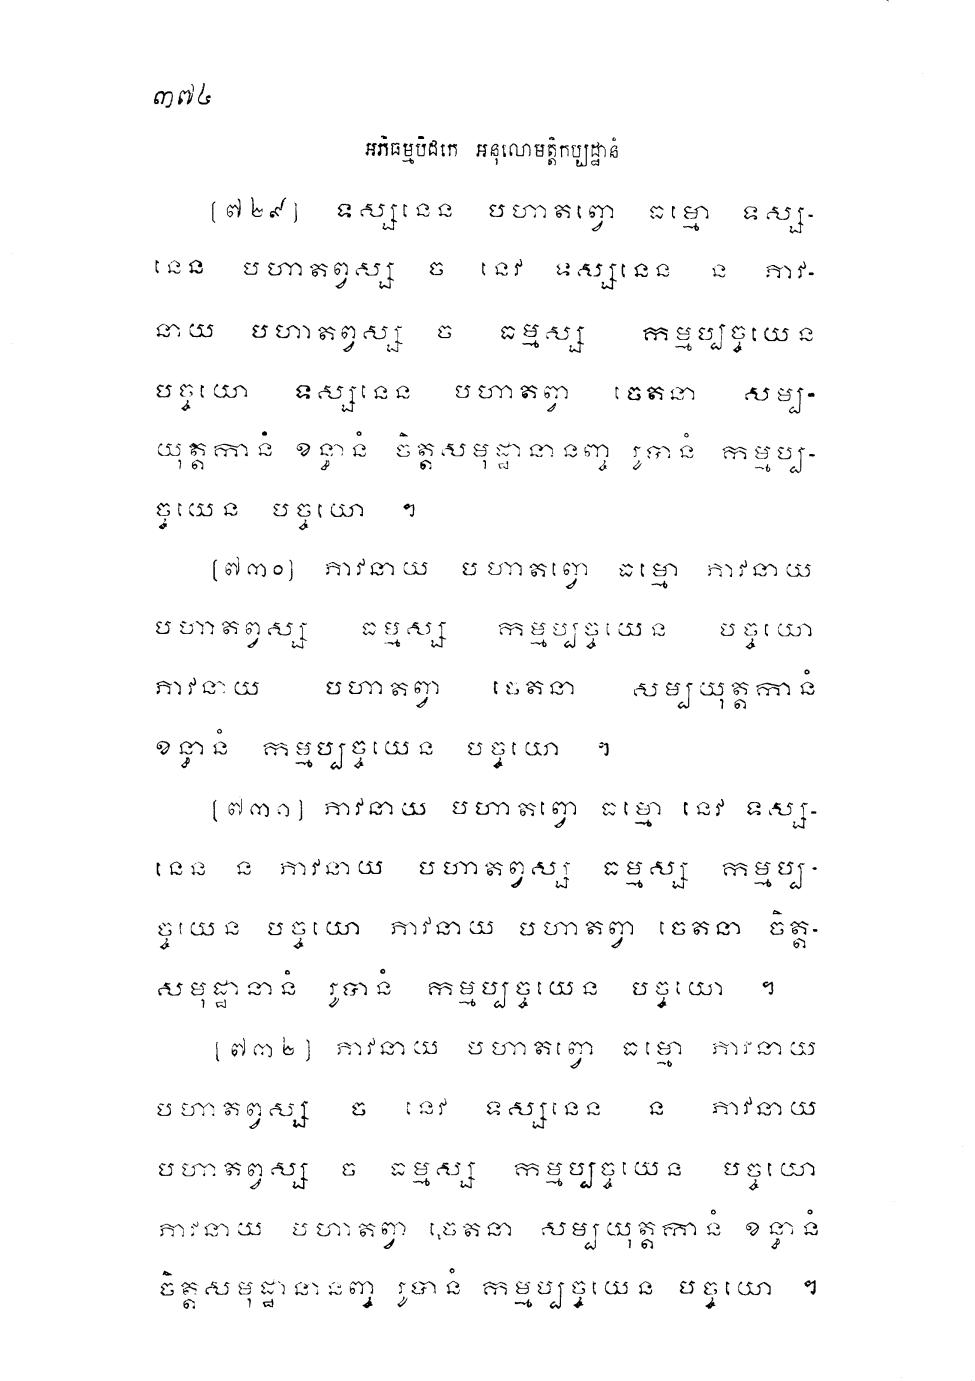 ៣៧៤
អភិធម្មបិដកេ អនុលោមត្តិកប្បដ្ឋានំ
[៧២៩] ទស្សនេន បហាតព្វោ ធម្មោ ទស្ស-
នេន បហាតព្វស្ស ច នេវ ទស្សនេន ន ភាវ-
នាយ បហាតព្វស្ស ច ធម្មស្ស កម្មប្បច្ចយេន
បច្ចយោ ទស្សនេន បហាតព្វា ចេតនា សម្ប-
យុត្តកានំ ខន្ធានំ ចិត្តសមុដ្ឋានានញ្ច រូបានំ កម្មប្ប-
ច្ចយេន បច្ចយោ ។
[៧៣០] ភាវនាយ បហាតព្វោ ធម្មោ ភាវនាយ
បហាតព្វស្ស ធម្មស្ស កម្មប្បច្ចយេន បច្ចយោ
ភាវនាយ បហាតព្វា ចេតនា សម្បយុត្តកានំ
ខន្ធានំ កម្មប្បច្ចយេន បច្ចយោ ។
[៧៣១] ភាវនាយ បហាតព្វោ ធម្មោ នេវ ទស្ស-
នេន ន ភាវនាយ បហាតព្វស្ស ធម្មស្ស កម្មប្ប-
ច្ចយេន បច្ចយោ ភាវនាយ បហាតព្វា ចេតនា ចិត្ត-
សមុដ្ឋានានំ រូបានំ កម្មប្បច្ចយេន បច្ចយោ ។
[៧៣២] ភាវនាយ បហាតព្វោ ធម្មោ ភាវនាយ
បហាតព្វស្ស ច នេវ ទស្សនេន ន ភាវនាយ
បហាតព្វស្ស ច ធម្មស្ស កម្មប្បច្ចយេន បច្ចយោ
ភាវនាយ បហាតព្វា ចេតនា សម្បយុត្តកានំ ខន្ធានំ
ចិត្តសមុដ្ឋានានញ្ច រូបានំ កម្មប្បច្ចយេន បច្ចយោ ។